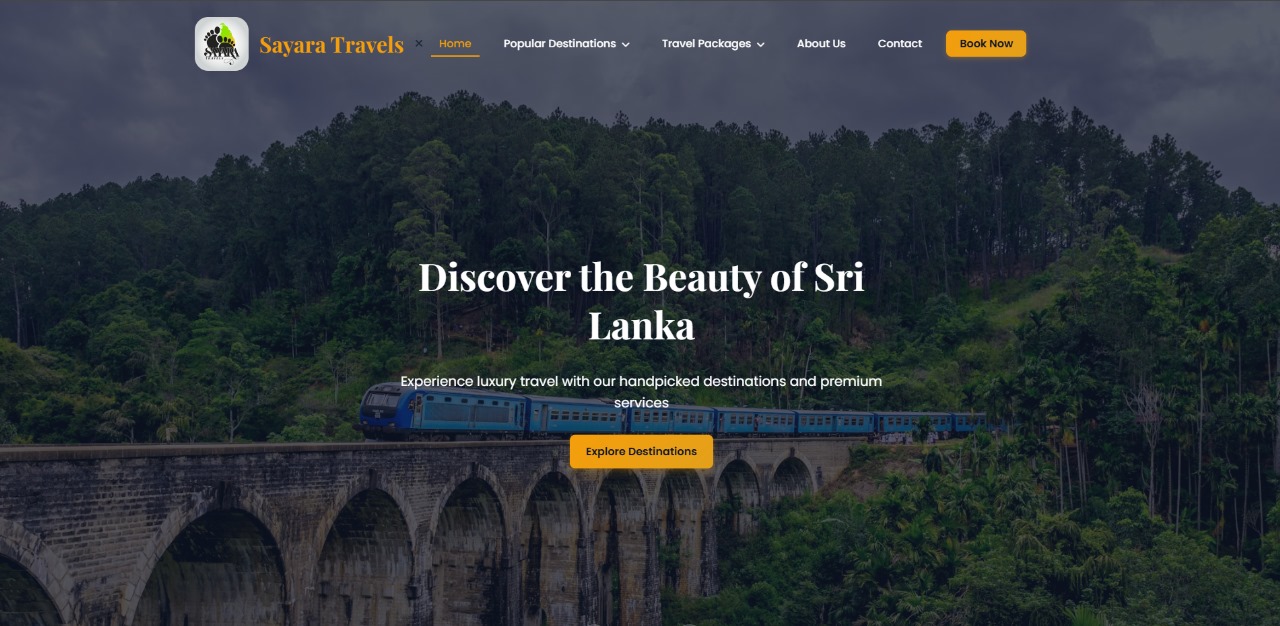 Sayara Travels × Home Popular Destinations Travel Packages About Us Contact Book Now
Discover the Beauty of Sri
Lanka
Experience luxury travel with our handpicked destinations and premium
services
Explore Destinations